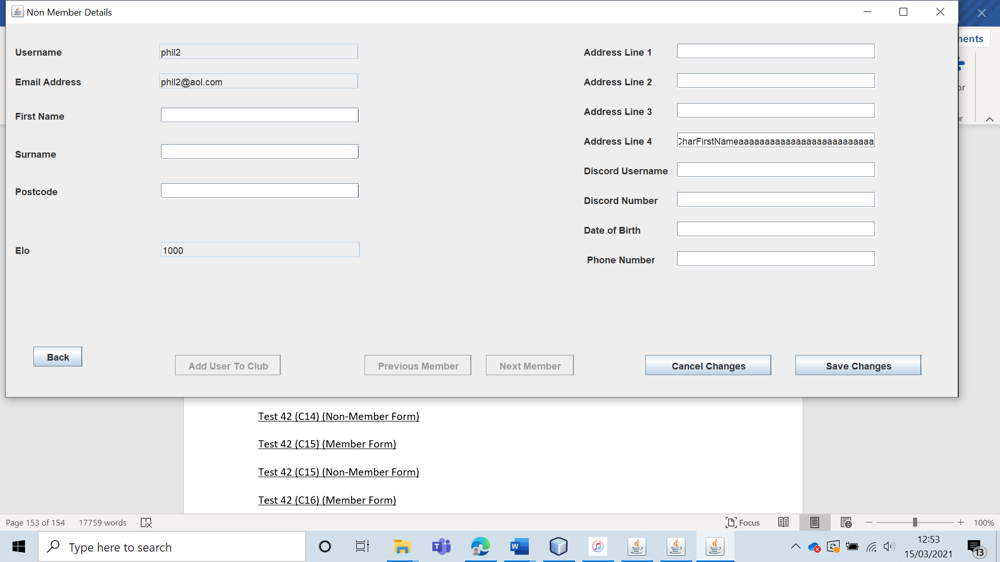 Non Member Details
Username phil2
Email Address phil2@aol.com
First Name
Surname
Postcode
Elo 1000
Address Line 1
Address Line 2
Address Line 3
Address Line 4 CharFirstNameaaaaaaaaaaaaaaaaaaaaaaaaaa
Discord Username
Discord Number
Date of Birth
Phone Number
Back
Add User To Club
Previous Member
Next Member
Cancel Changes
Save Changes
Test 42 (C14) (Non-Member Form)
Test 42 (C15) (Member Form)
Test 42 (C15) (Non-Member Form)
Test 42 (C16) (Member Form)
Page 153 of 154 17759 words Focus 100%
Type here to search
12:53
15/03/2021
13